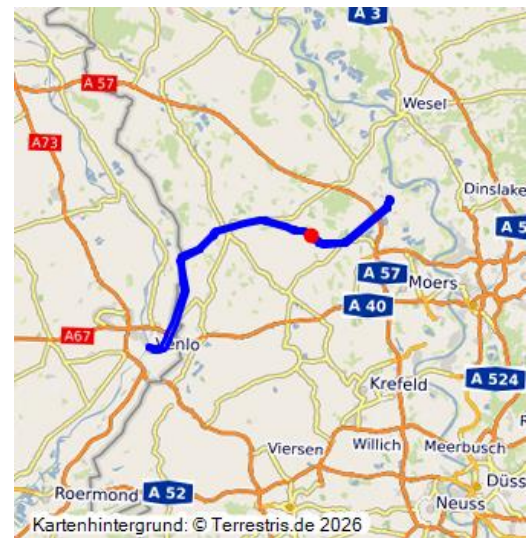 A 3
A 57
Wesel
A73
Dinslake
A 5
A 57
Moers
A 40
A67
Venlo
Krefeld
A 524
Viersen
Willich
Meerbusch
Roermond
A 52
Düss
Neuss
Kartenhintergrund: © Terrestris.de 2026